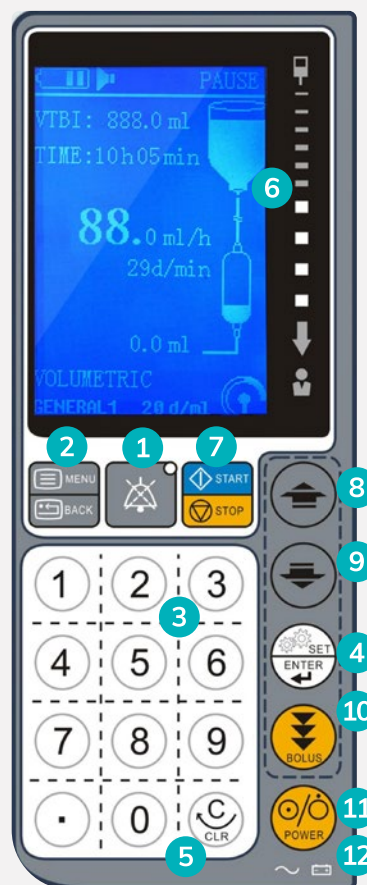 PAUSE
VTBI: 888.0 ml
TIME:10h05min
6
88.0 ml/h
29d/min
0.0 ml
VOLUMETRIC
GENERAL1 20 d/ml
2 1 7
MENU START
BACK STOP
8
9
1 2 3
3
SET
ENTER
4
4 5 6
10
7 8 9
BOLUS
. 0 C
CLR
POWER
11
5
12